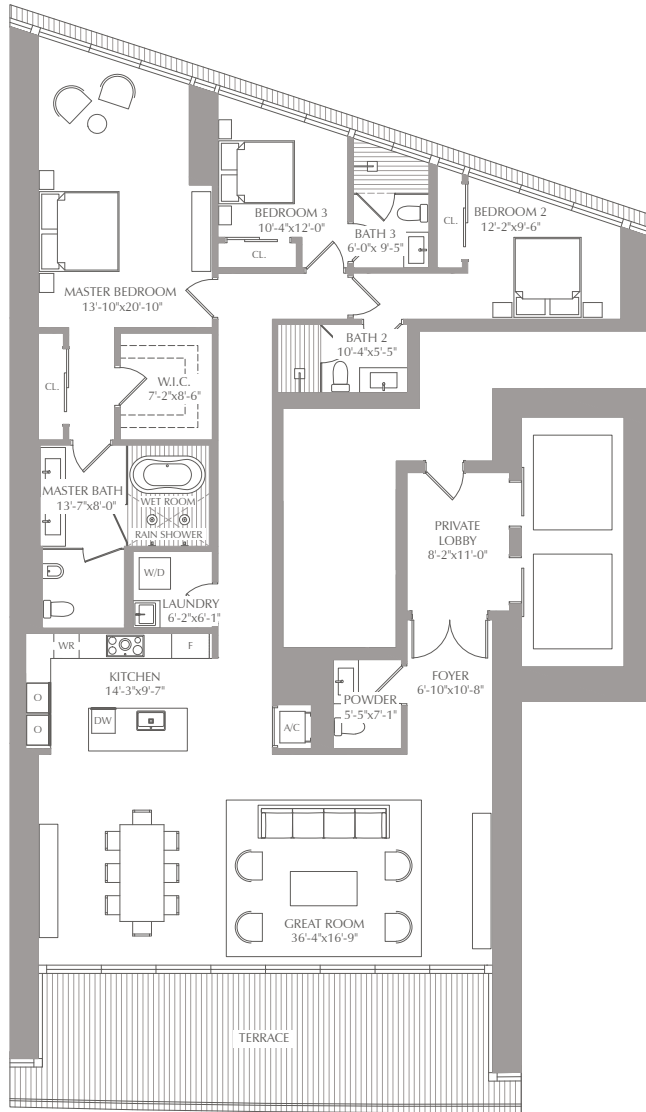 BEDROOM 3
10'-4"x12'-0"
CL.
BATH 3
6'-0"x 9'-5"
CL.
BEDROOM 2
12'-2"x9'-6"
MASTER BEDROOM
13'-10"x20'-10"
BATH 2
10'-4"x5'-5"
CL.
W.I.C.
7'-2"x8'-6"
MASTER BATH
13'-7"x8'-0"
WET ROOM
RAIN SHOWER
PRIVATE
LOBBY
8'-2"x11'-0"
W/D
LAUNDRY
6'-2"x6'-1"
WR
F
KITCHEN
14'-3"x9'-7"
O
O
DW
FOYER
6'-10"x10'-8"
POWDER
5'-5"x7'-1"
A/C
GREAT ROOM
36'-4"x16'-9"
TERRACE